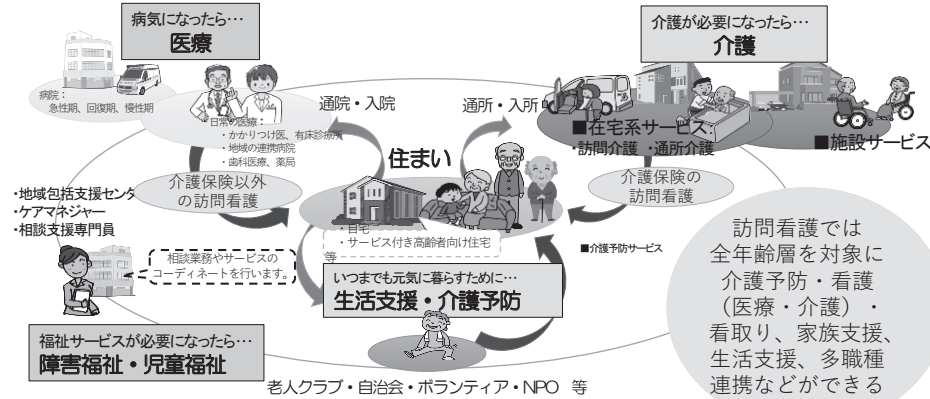 病気になったら…
医療
介護が必要になったら…
介護
病院：
急性期、回復期、慢性期
日常の医療：
・かかりつけ医、有床診療所
・地域の連携病院
・歯科医療、薬局
通院・入院
通所・入所
■在宅系サービス：
・訪問介護 ・通所介護
■施設サービス
住まい
介護保険以外
の訪問看護
介護保険の
訪問看護
・地域包括支援センタ
・ケアマネジャー
・相談支援専門員
・自宅
・サービス付き高齢者向け住宅
等
相談業務やサービスの
コーディネートを行います。
■介護予防サービス
いつまでも元気に暮らすために…
生活支援・介護予防
福祉サービスが必要になったら…
障害福祉・児童福祉
老人クラブ・自治会・ボランティア・NPO 等
訪問看護では
全年齢層を対象に
介護予防・看護
（医療・介護）・
看取り、家族支援、
生活支援、多職種
連携などができる